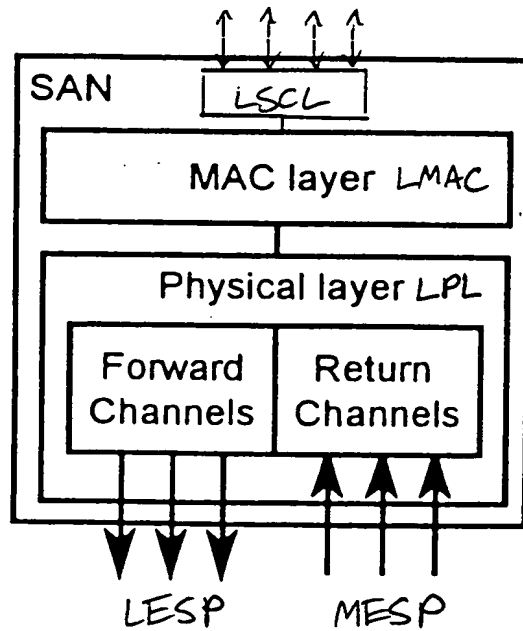 SAN
LSCL
MAC layer LMAC
Physical layer LPL
Forward Channels
Return Channels
LESP
MESP